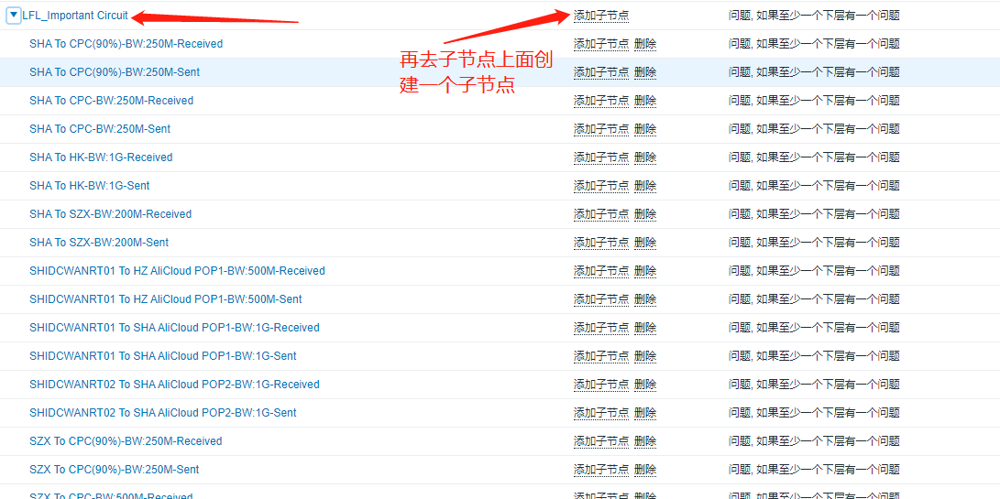 LFL_Important Circuit 添加子节点 问题, 如果至少一个下层有一个问题
SHA To CPC(90%)-BW:250M-Received 添加子节点 删除 问题, 如果至少一个下层有一个问题
再去子节点上面创
建一个子节点
SHA To CPC(90%)-BW:250M-Sent 添加子节点 删除 问题, 如果至少一个下层有一个问题
SHA To CPC-BW:250M-Received 添加子节点 删除 问题, 如果至少一个下层有一个问题
SHA To CPC-BW:250M-Sent 添加子节点 删除 问题, 如果至少一个下层有一个问题
SHA To HK-BW:1G-Received 添加子节点 删除 问题, 如果至少一个下层有一个问题
SHA To HK-BW:1G-Sent 添加子节点 删除 问题, 如果至少一个下层有一个问题
SHA To SZX-BW:200M-Received 添加子节点 删除 问题, 如果至少一个下层有一个问题
SHA To SZX-BW:200M-Sent 添加子节点 删除 问题, 如果至少一个下层有一个问题
SHIDCWANRT01 To HZ AliCloud POP1-BW:500M-Received 添加子节点 删除 问题, 如果至少一个下层有一个问题
SHIDCWANRT01 To HZ AliCloud POP1-BW:500M-Sent 添加子节点 删除 问题, 如果至少一个下层有一个问题
SHIDCWANRT01 To SHA AliCloud POP1-BW:1G-Received 添加子节点 删除 问题, 如果至少一个下层有一个问题
SHIDCWANRT01 To SHA AliCloud POP1-BW:1G-Sent 添加子节点 删除 问题, 如果至少一个下层有一个问题
SHIDCWANRT02 To SHA AliCloud POP2-BW:1G-Received 添加子节点 删除 问题, 如果至少一个下层有一个问题
SHIDCWANRT02 To SHA AliCloud POP2-BW:1G-Sent 添加子节点 删除 问题, 如果至少一个下层有一个问题
SZX To CPC(90%)-BW:250M-Received 添加子节点 删除 问题, 如果至少一个下层有一个问题
SZX To CPC(90%)-BW:250M-Sent 添加子节点 删除 问题, 如果至少一个下层有一个问题
SZX To CPC-BW:500M-Received 添加子节点 删除 问题, 如果至少一个下层有一个问题